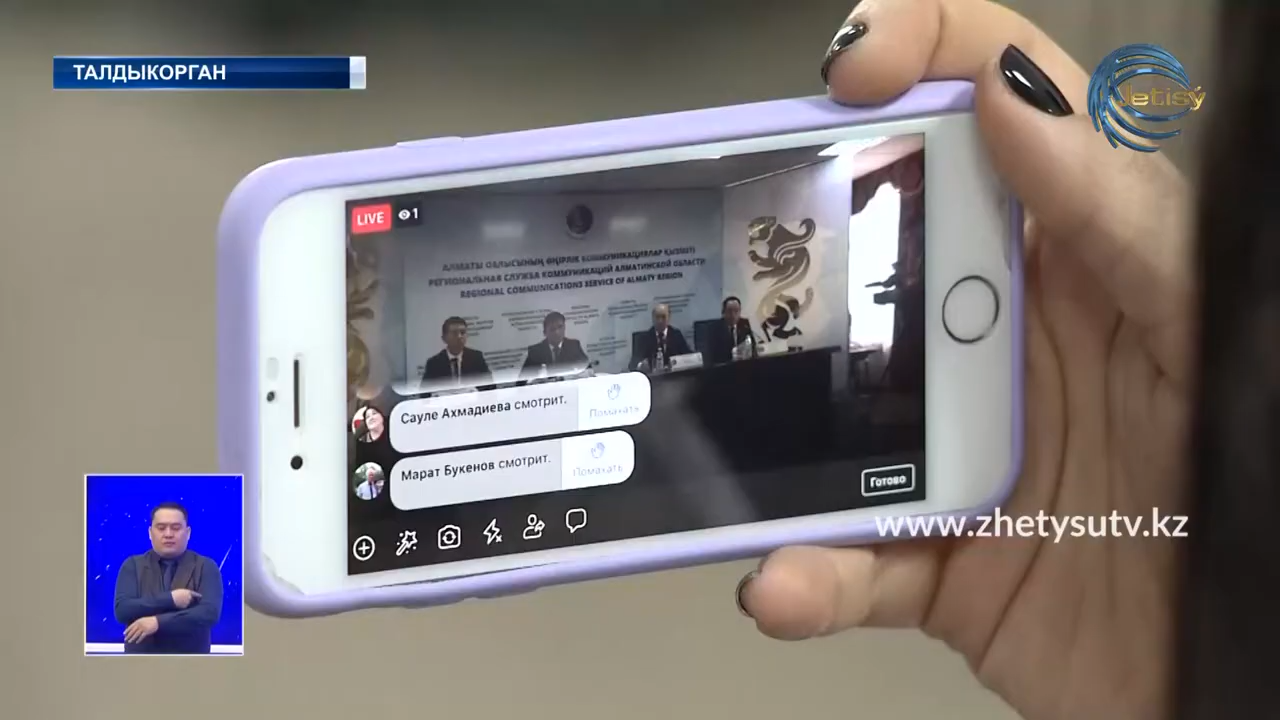 ТАЛДЫКОРГАН
Jetisý
LIVE 1
АЛМАТЫ ОБЛЫСЫНЫҢ ӨҢІРЛІК КОММУНИКАЦИЯЛАР ҚЫЗМЕТІ
РЕГИОНАЛЬНАЯ СЛУЖБА КОММУНИКАЦИЙ АЛМАТИНСКОЙ ОБЛАСТИ
REGIONAL COMMUNICATIONS SERVICE OF ALMATY REGION
Сауле Ахмадиева смотрит.
Помахать
Марат Букенов смотрит.
Помахать
Готово
www.zhetysutv.kz